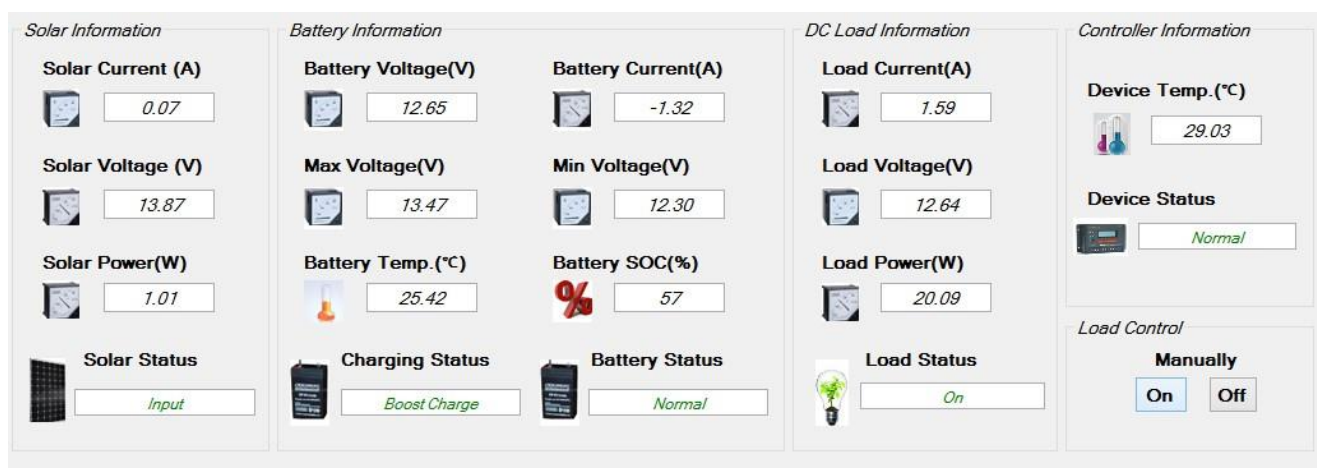 Solar Information
Solar Current (A)
0.07
Solar Voltage (V)
13.87
Solar Power(W)
1.01
Solar Status
Input
Battery Information
Battery Voltage(V)
12.65
Battery Current(A)
-1.32
Max Voltage(V)
13.47
Min Voltage(V)
12.30
Battery Temp.(℃)
25.42
Battery SOC(%)
57
Charging Status
Boost Charge
Battery Status
Normal
DC Load Information
Load Current(A)
1.59
Load Voltage(V)
12.64
Load Power(W)
20.09
Load Status
On
Controller Information
Device Temp.(℃)
29.03
Device Status
Normal
Load Control
Manually
On Off